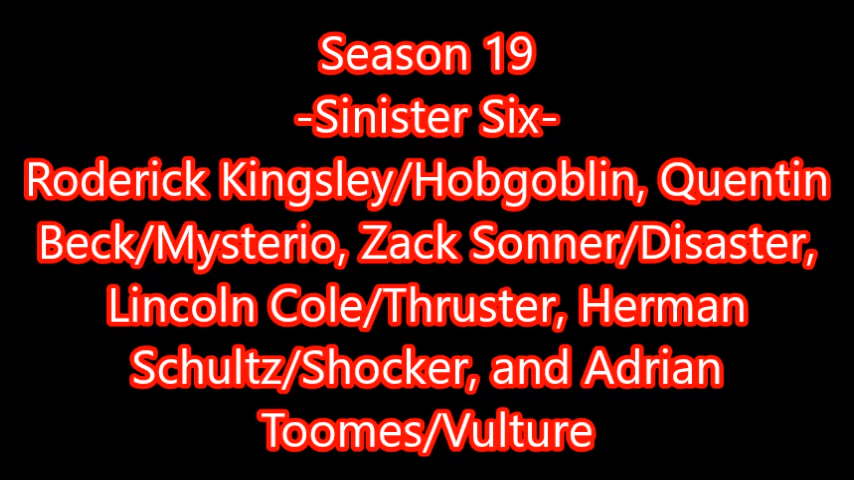 Season 19
-Sinister Six-
Roderick Kingsley/Hobgoblin, Quentin
Beck/Mysterio, Zack Sonner/Disaster,
Lincoln Cole/Thruster, Herman
Schultz/Shocker, and Adrian
Toomes/Vulture